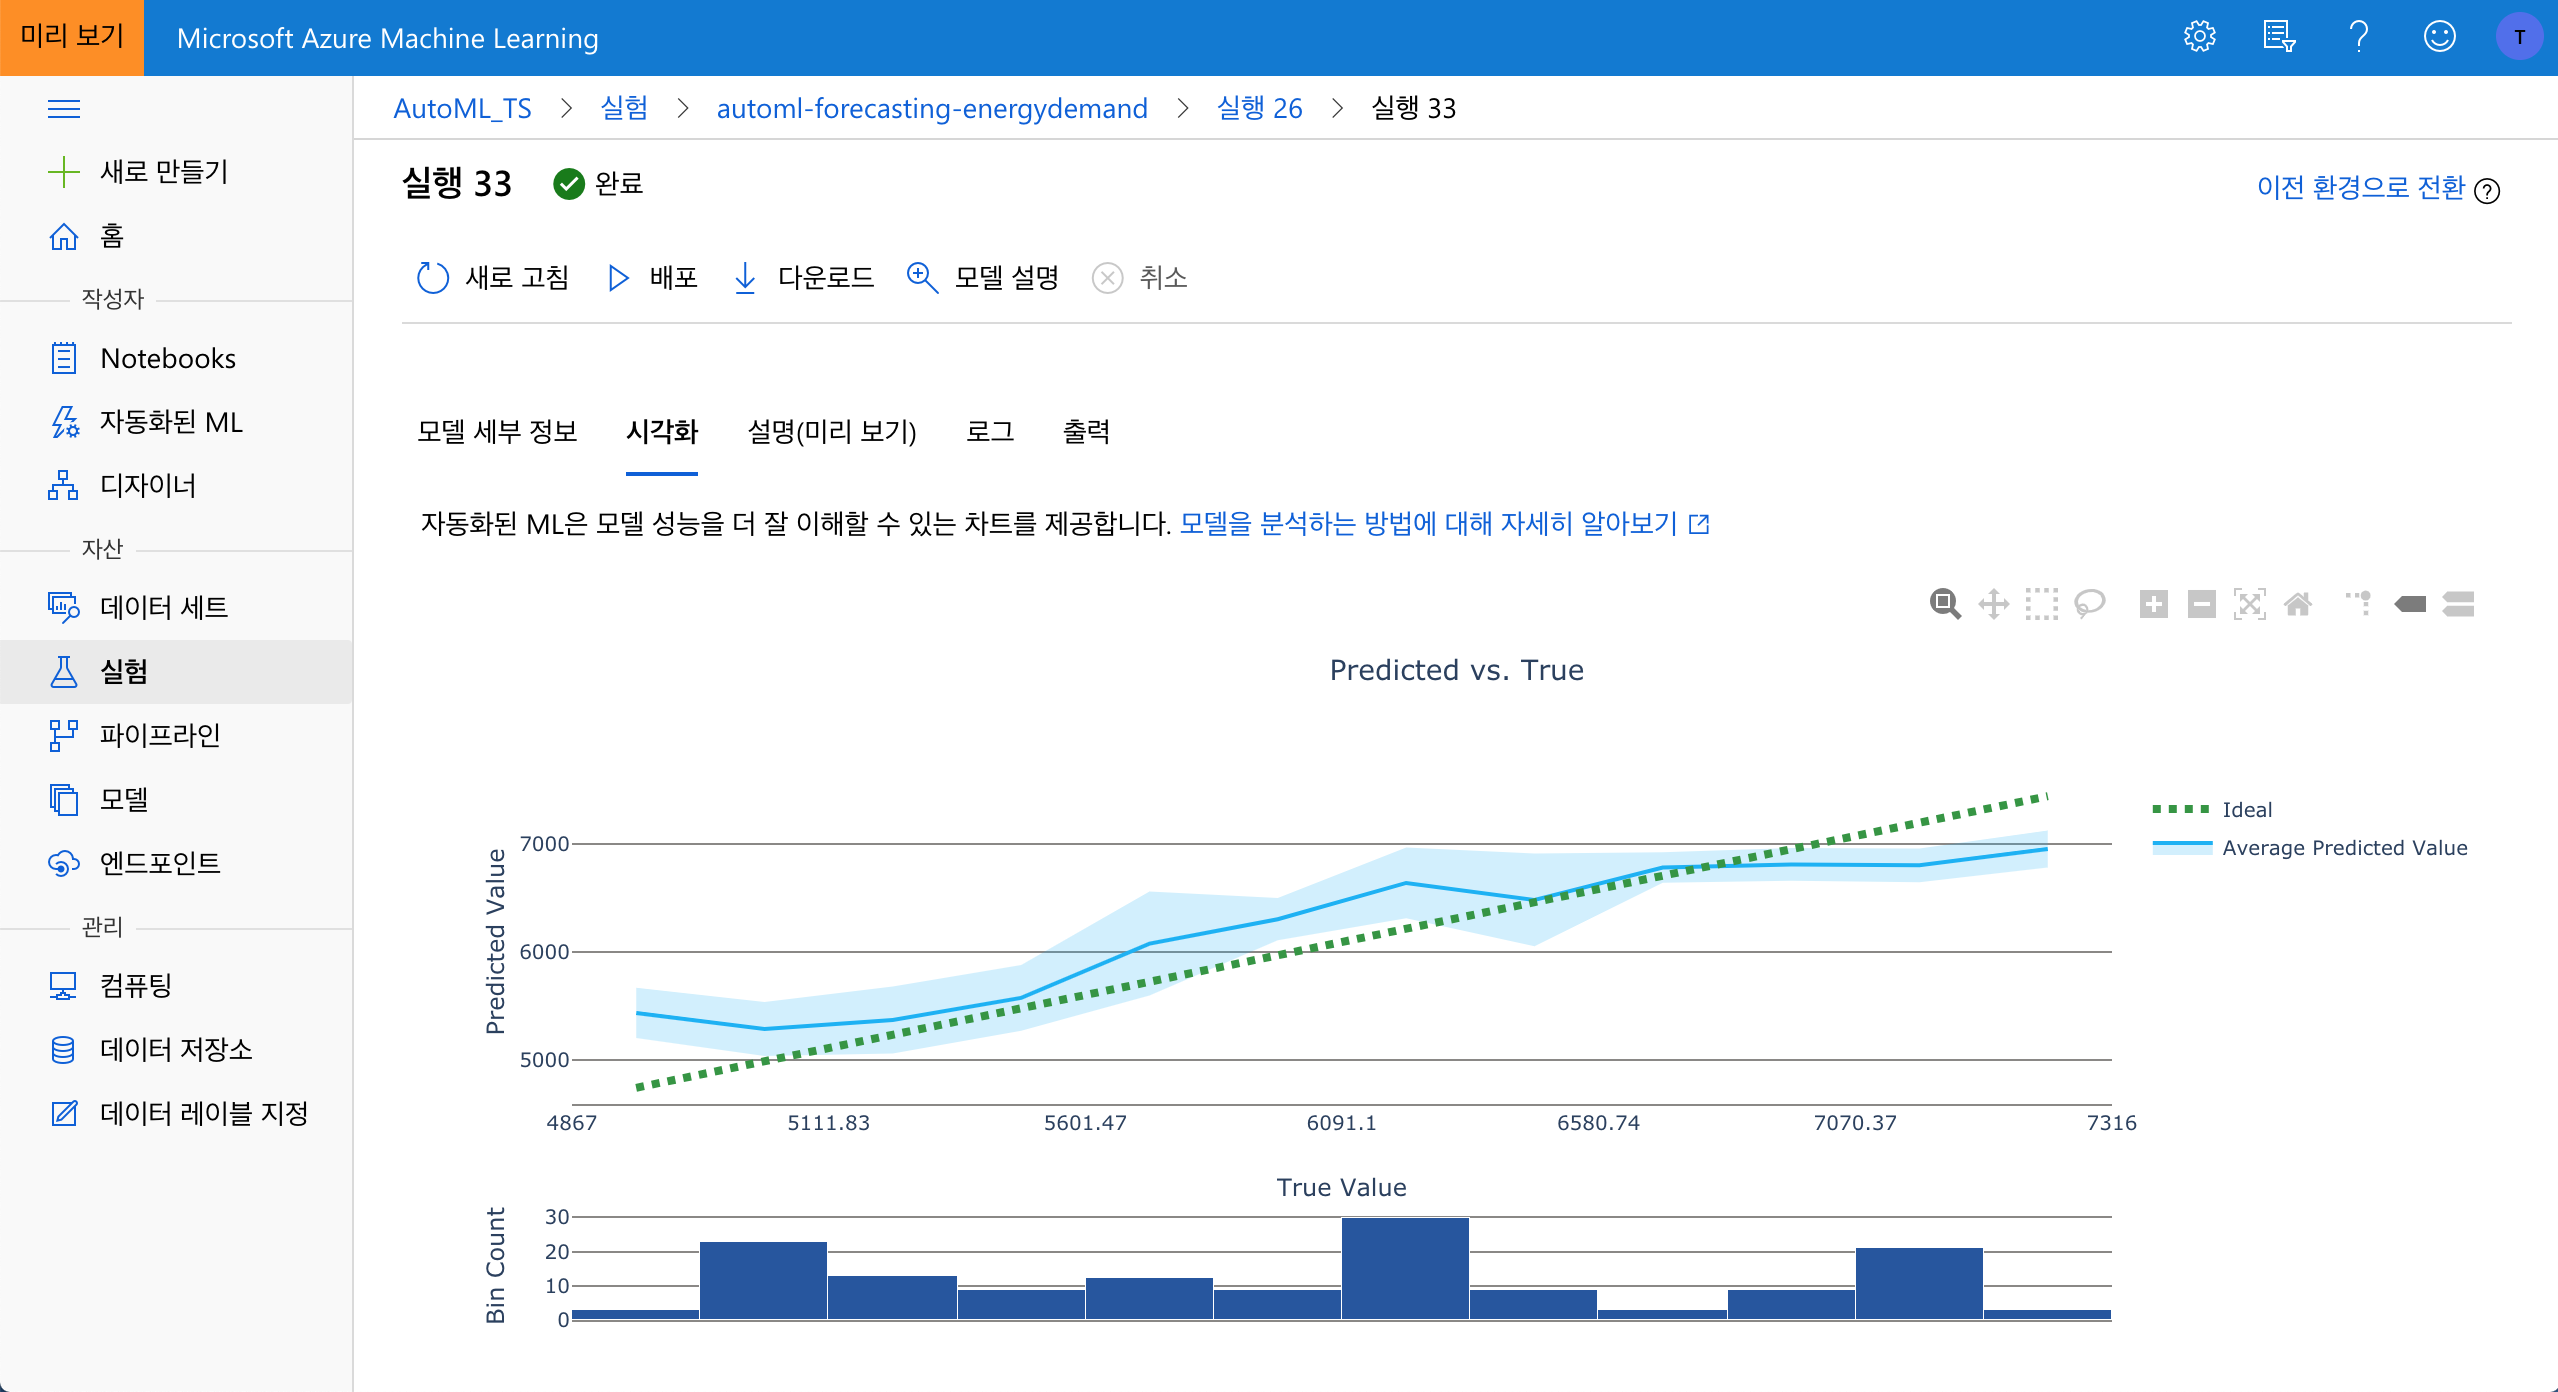 미리 보기
Microsoft Azure Machine Learning
T
새로 만들기
홈
작성자
Notebooks
자동화된 ML
디자이너
자산
데이터 세트
실험
파이프라인
모델
엔드포인트
관리
컴퓨팅
데이터 저장소
데이터 레이블 지정
AutoML_TS > 실험 > automl-forecasting-energydemand > 실행 26 > 실행 33
실행 33 완료
이전 환경으로 전환
새로 고침 배포 다운로드 모델 설명 취소
모델 세부 정보 시각화 설명(미리 보기) 로그 출력
자동화된 ML은 모델 성능을 더 잘 이해할 수 있는 차트를 제공합니다. 모델을 분석하는 방법에 대해 자세히 알아보기
Predicted vs. True
Ideal
Average Predicted Value
Predicted Value
7000
6000
5000
4867 5111.83 5601.47 6091.1 6580.74 7070.37 7316
True Value
Bin Count
30
20
10
0